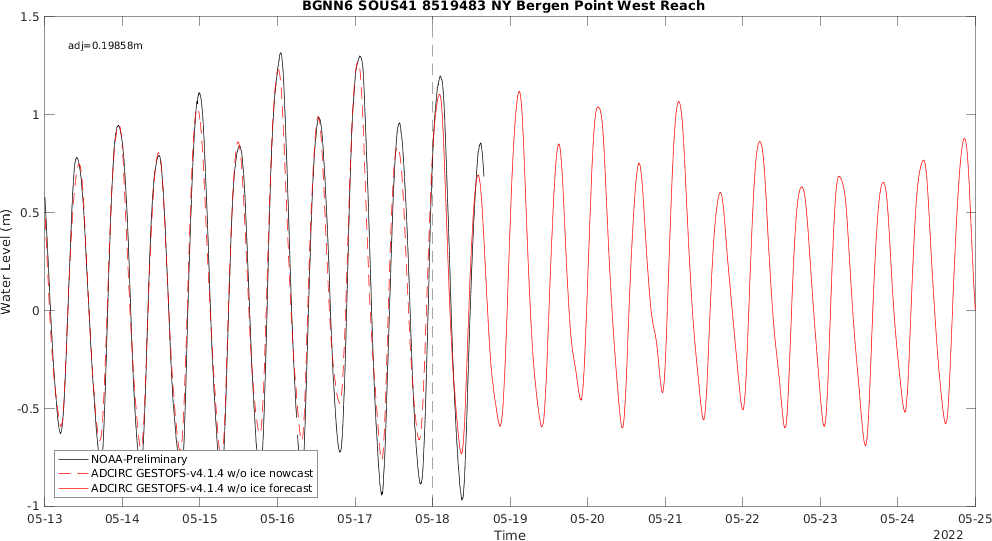 BGNN6 SOUS41 8519483 NY Bergen Point West Reach
1.5
adj=0.19858m
1
0.5
0
-0.5
-1
Water Level (m)
NOAA-Preliminary
ADCIRC GESTOFS-v4.1.4 w/o ice nowcast
ADCIRC GESTOFS-v4.1.4 w/o ice forecast
05-13 05-14 05-15 05-16 05-17 05-18 05-19 05-20 05-21 05-22 05-23 05-24 05-25
Time
2022